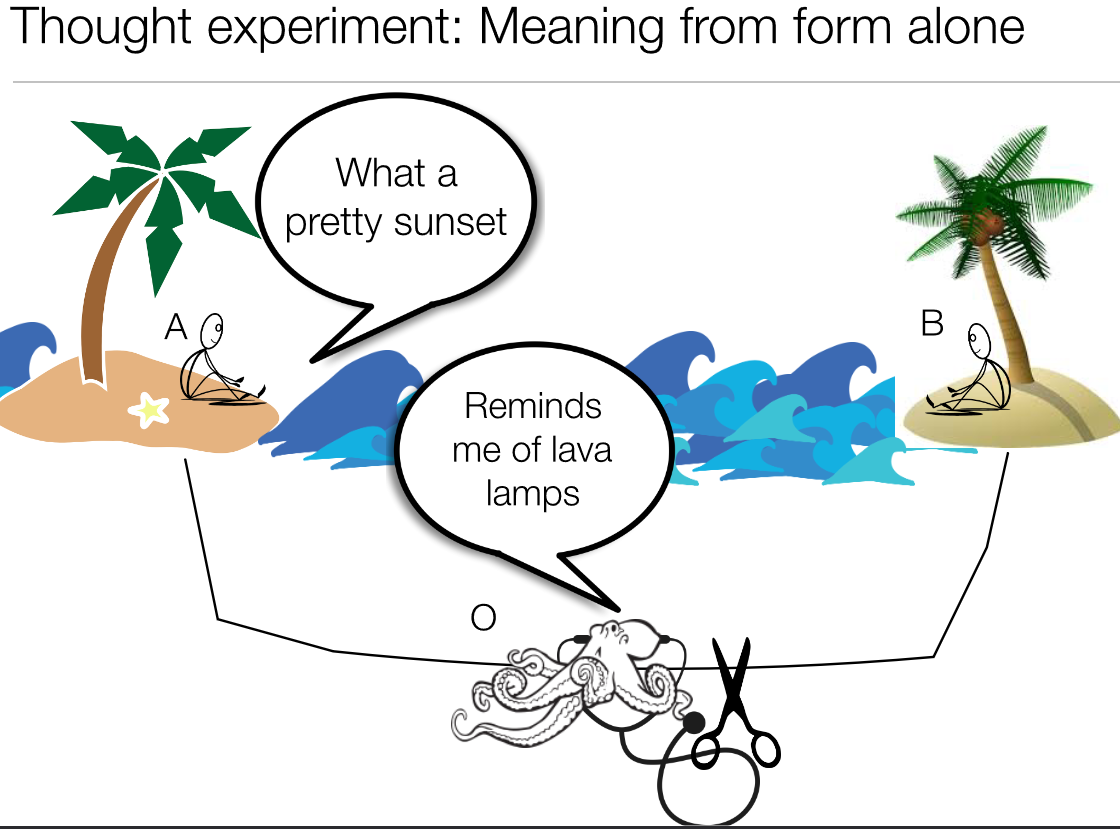 Thought experiment: Meaning from form alone
What a
pretty sunset
A
B
Reminds
me of lava
lamps
O